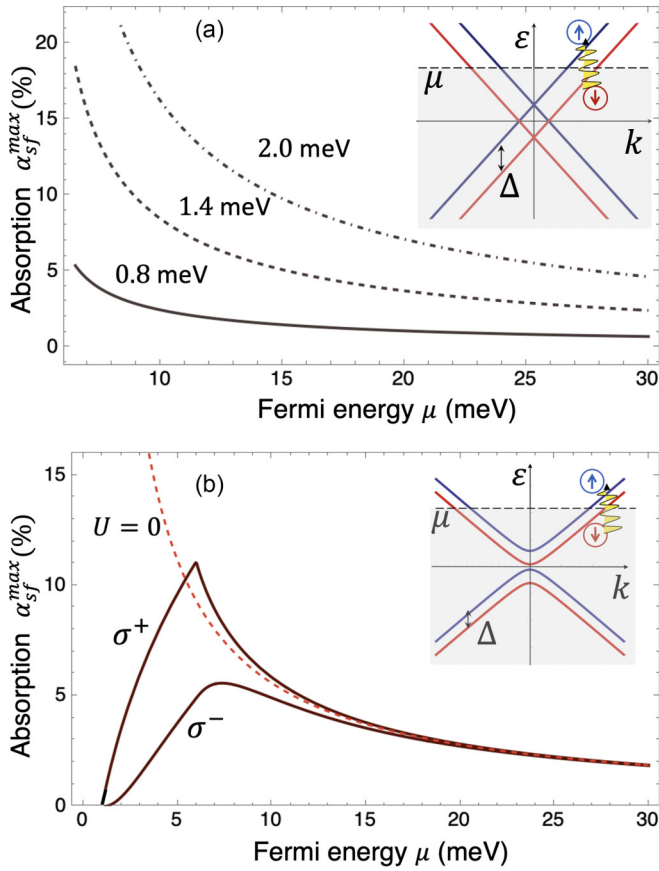 (a)
20
15
10
5
0
Absorption α_sf^max (%)
2.0 meV
1.4 meV
0.8 meV
ε
μ
k
Δ
↑
↓
10 15 20 25 30
Fermi energy μ (meV)
(b)
15
10
5
0
Absorption α_sf^max (%)
U = 0
σ⁺
σ⁻
ε
μ
k
Δ
↑
↓
0 5 10 15 20 25 30
Fermi energy μ (meV)